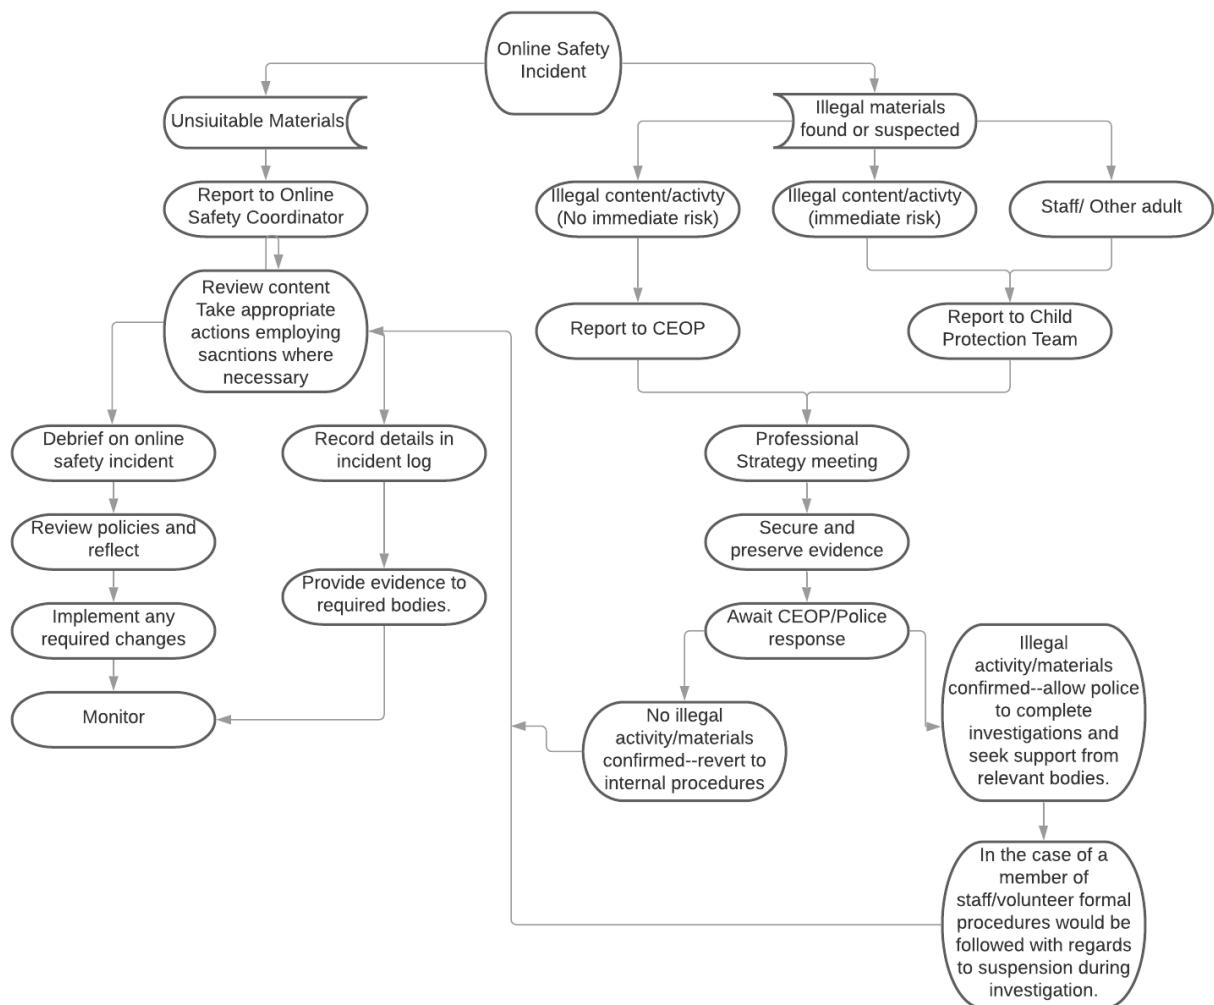 Online Safety
Incident
Unsiuitable Materials
Illegal materials
found or suspected
Report to Online
Safety Coordinator
Illegal content/activty
(No immediate risk)
Illegal content/activty
(immediate risk)
Staff/ Other adult
Review content
Take appropriate
actions employing
sacntions where
necessary
Report to CEOP
Report to Child
Protection Team
Debrief on online
safety incident
Record details in
incident log
Professional
Strategy meeting
Review policies and
reflect
Secure and
preserve evidence
Provide evidence to
required bodies.
Implement any
required changes
Await CEOP/Police
response
Monitor
No illegal
activity/materials
confirmed--revert to
internal procedures
Illegal
activity/materials
confirmed--allow police
to complete
investigations and
seek support from
relevant bodies.
In the case of a
member of
staff/volunteer formal
procedures would be
followed with regards
to suspension during
investigation.